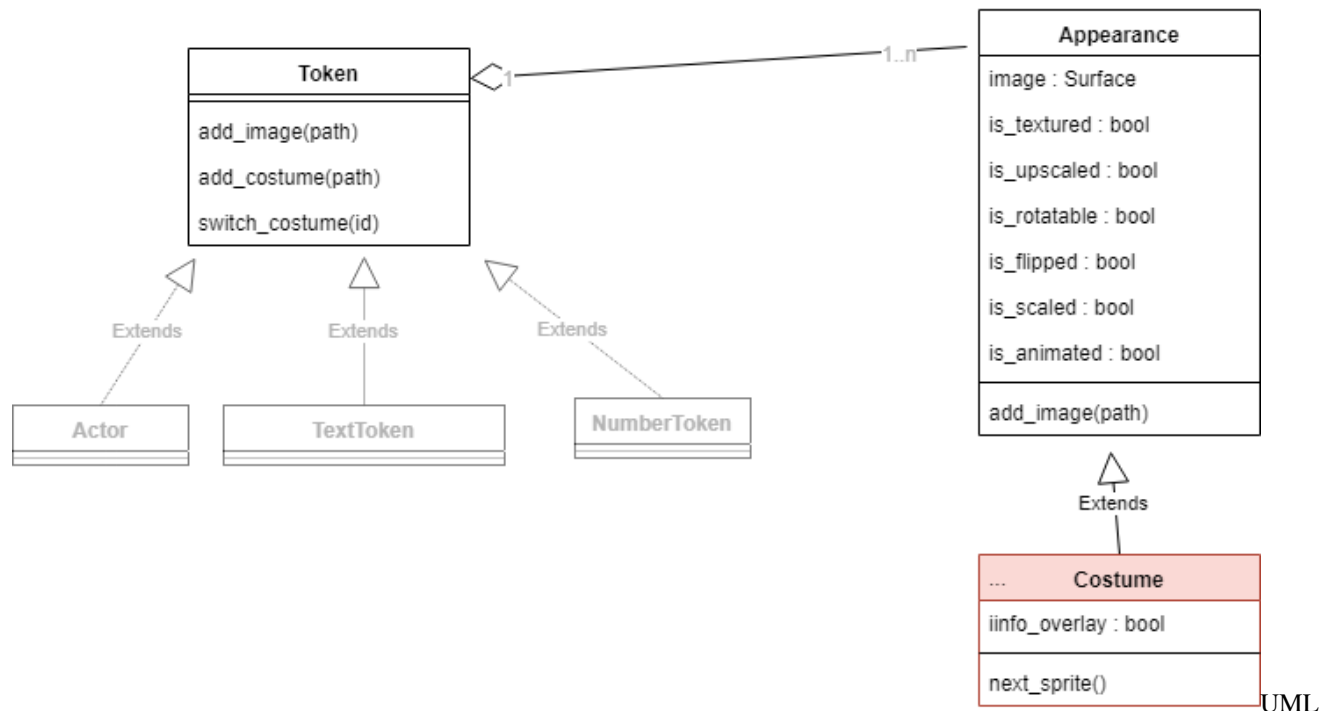 Token
add_image(path)
add_costume(path)
switch_costume(id)
1
1..n
Appearance
image : Surface
is_textured : bool
is_upscaled : bool
is_rotatable : bool
is_flipped : bool
is_scaled : bool
is_animated : bool
add_image(path)
Extends
Extends
Extends
Actor
TextToken
NumberToken
Extends
... Costume
iinfo_overlay : bool
next_sprite()
UML